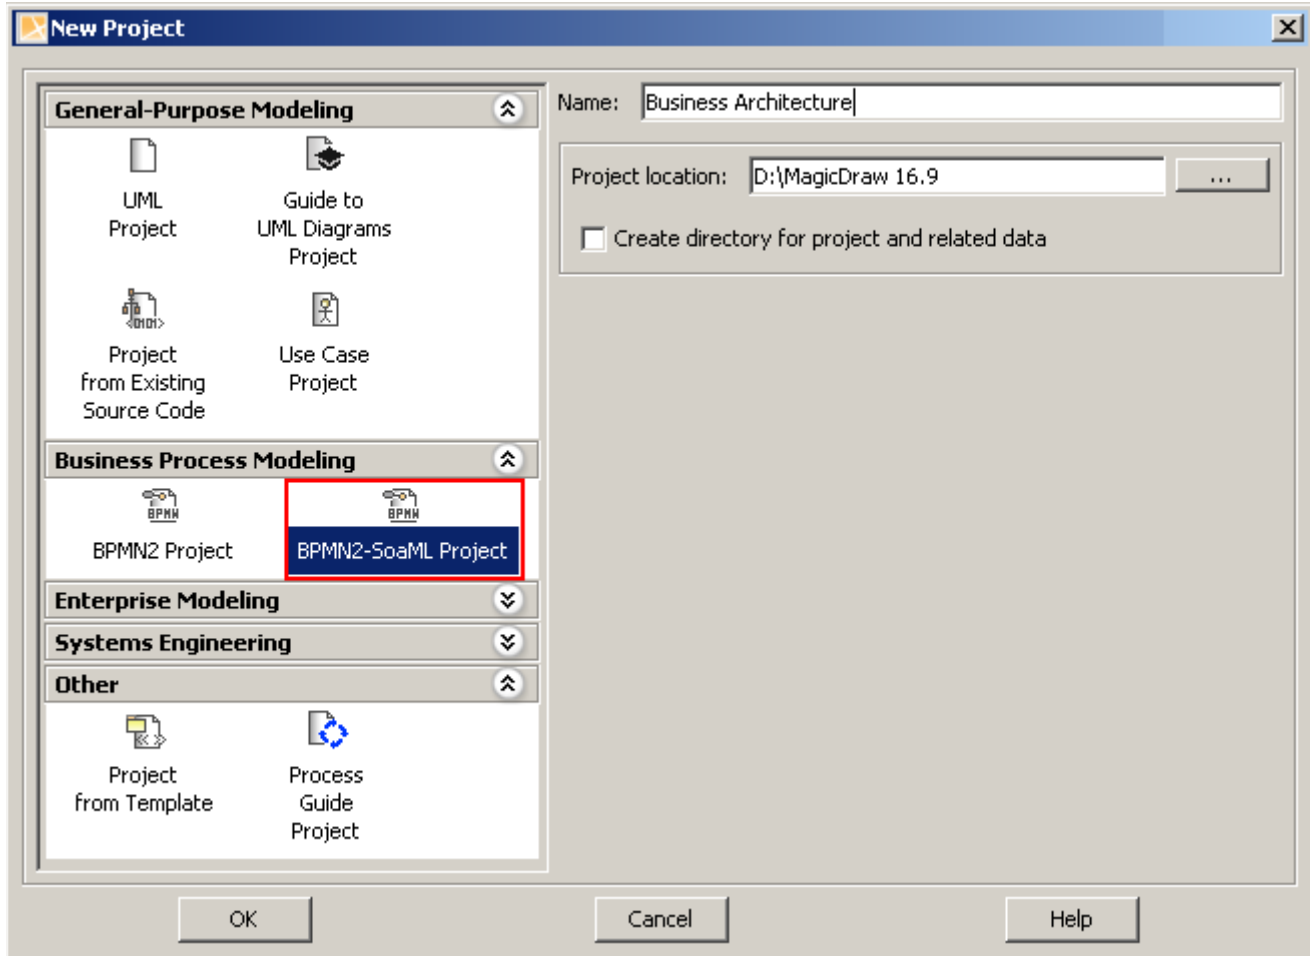 New Project
General-Purpose Modeling
UML
Project
Guide to
UML Diagrams
Project
Project
from Existing
Source Code
Use Case
Project
Business Process Modeling
BPMN
BPMN2 Project
BPMN
BPMN2-SoaML Project
Enterprise Modeling
Systems Engineering
Other
Project
from Template
Process
Guide
Project
Name: Business Architecture
Project location: D:\MagicDraw 16.9 ...
Create directory for project and related data
OK Cancel Help